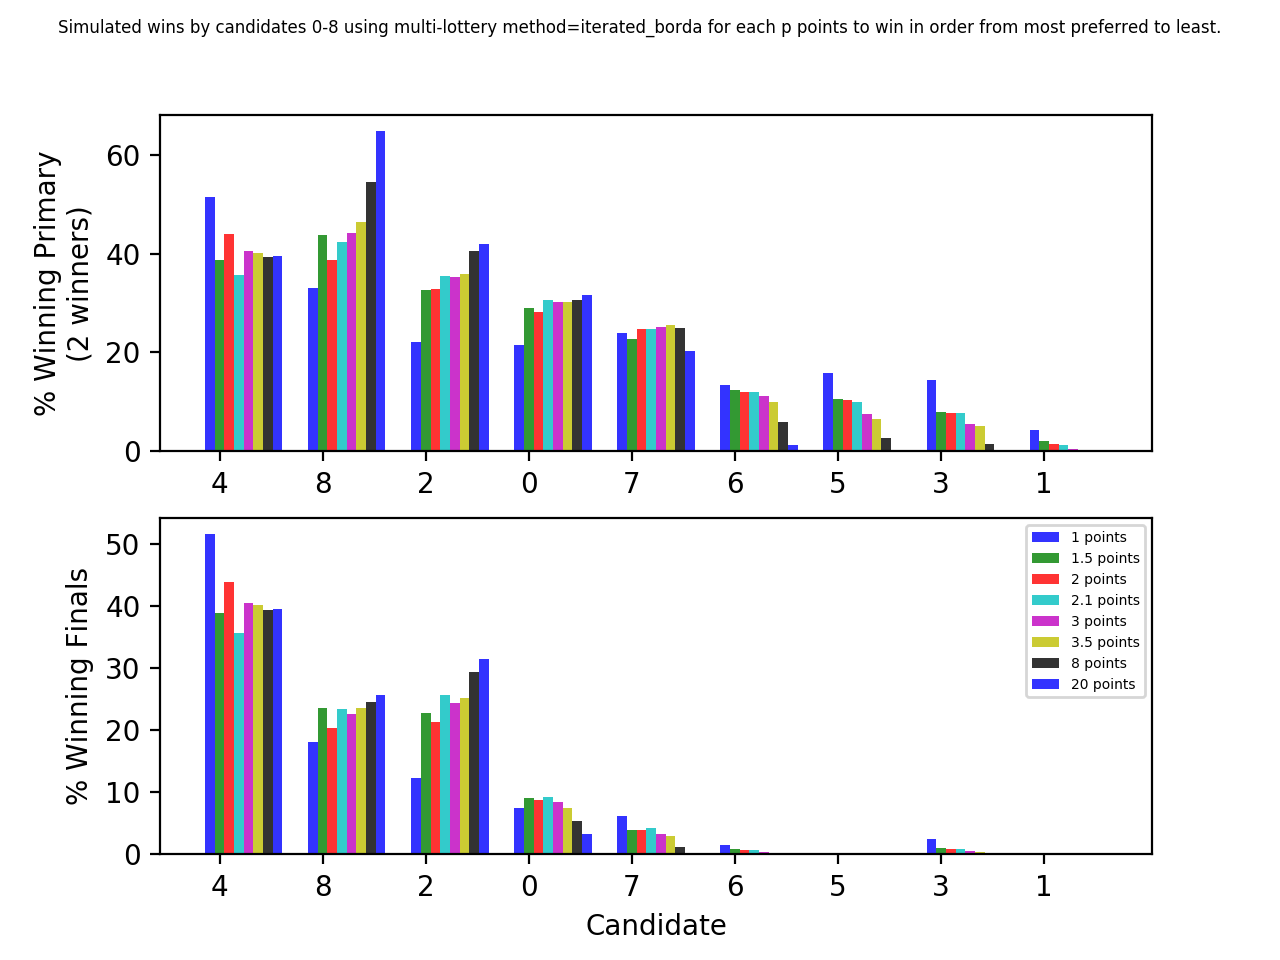 Simulated wins by candidates 0-8 using multi-lottery method=iterated_borda for each p points to win in order from most preferred to least.
% Winning Primary
(2 winners)
60
40
20
0
4 8 2 0 7 6 5 3 1
% Winning Finals
50
40
30
20
10
0
1 points
1.5 points
2 points
2.1 points
3 points
3.5 points
8 points
20 points
4 8 2 0 7 6 5 3 1
Candidate